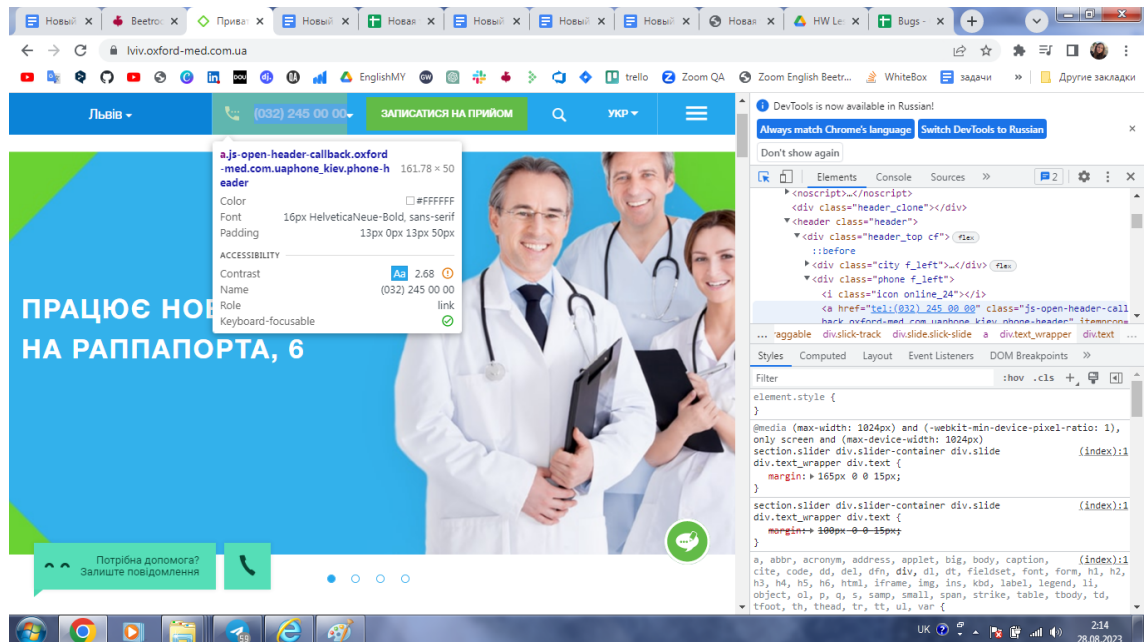 Новый
Beetroo
Приват
Новый
Новая
Новый
Новый
Новый
Новая
HW Les
Bugs -
lviv.oxford-med.com.ua
EnglishMY
trello
Zoom QA
Zoom English Beetr...
WhiteBox
задачи
»
Другие закладки
Львів
(032) 245 00 00
ЗАПИСАТИСЯ НА ПРИЙОМ
УКР
a.js-open-header-callback.oxford
-med.com.uaphone_kiev.phone-h
eader
161.78 × 50
Color #FFFFFF
Font 16px HelveticaNeue-Bold, sans-serif
Padding 13px 0px 13px 50px
ACCESSIBILITY
Contrast Aa 2.68
Name (032) 245 00 00
Role link
Keyboard-focusable
ПРАЦЮЄ НО
НА РАППАПОРТА, 6
Потрібна допомога?
Залиште повідомлення
DevTools is now available in Russian!
Always match Chrome's language
Switch DevTools to Russian
Don't show again
Elements Console Sources » 2
<noscript>…</noscript>
<div class="header_clone"></div>
<header class="header">
<div class="header_top cf"> flex
::before
<div class="city f_left">…</div> flex
<div class="phone f_left">
<i class="icon online_24"></i>
<a href="tel:(032) 245 00 00" class="js-open-header-call
back oxford-med.com.uaphone_kiev phone-header" itemprop=
... raggable div.slick-track div.slide.slick-slide a div.text_wrapper div.text ...
Styles Computed Layout Event Listeners DOM Breakpoints »
Filter :hov .cls +
element.style {
}
@media (max-width: 1024px) and (-webkit-min-device-pixel-ratio: 1),
only screen and (max-device-width: 1024px)
section.slider div.slider-container div.slide (index):1
div.text_wrapper div.text {
margin: 165px 0 0 15px;
}
section.slider div.slider-container div.slide (index):1
div.text_wrapper div.text {
margin: 100px 0 0 15px;
}
a, abbr, acronym, address, applet, big, body, caption, (index):1
cite, code, dd, del, dfn, div, dl, dt, fieldset, font, form, h1, h2,
h3, h4, h5, h6, html, iframe, img, ins, kbd, label, legend, li,
object, ol, p, q, s, samp, small, span, strike, table, tbody, td,
tfoot, th, thead, tr, tt, ul, var {
59
UK
2:14
28.08.2023